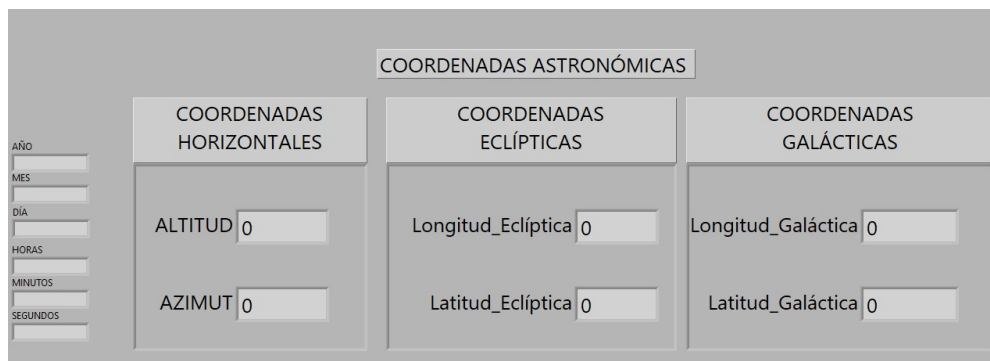 COORDENADAS ASTRONÓMICAS
AÑO
MES
DÍA
HORAS
MINUTOS
SEGUNDOS
COORDENADAS
HORIZONTALES
ALTITUD 0
AZIMUT 0
COORDENADAS
ECLÍPTICAS
Longitud_Eclíptica 0
Latitud_Eclíptica 0
COORDENADAS
GALÁCTICAS
Longitud_Galáctica 0
Latitud_Galáctica 0